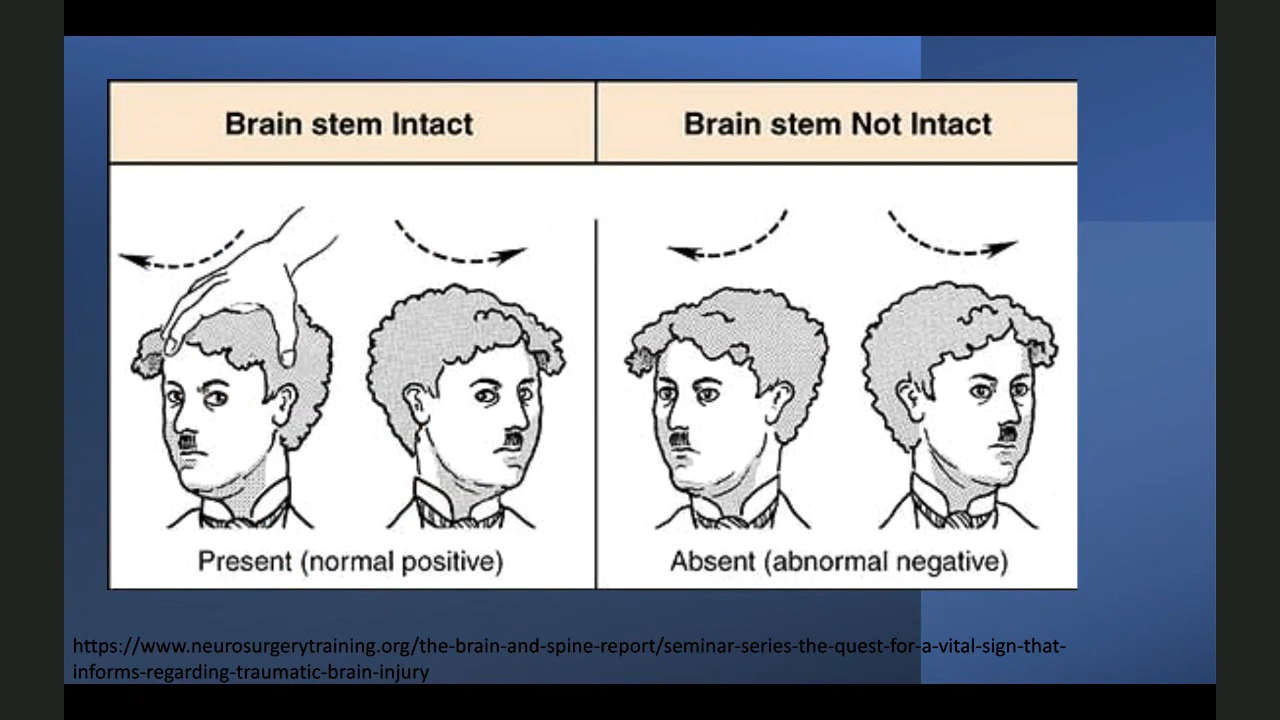 Brain stem Intact
Brain stem Not Intact
Present (normal positive)
Absent (abnormal negative)
https://www.neurosurgerytraining.org/the-brain-and-spine-report/seminar-series-the-quest-for-a-vital-sign-that-
informs-regarding-traumatic-brain-injury